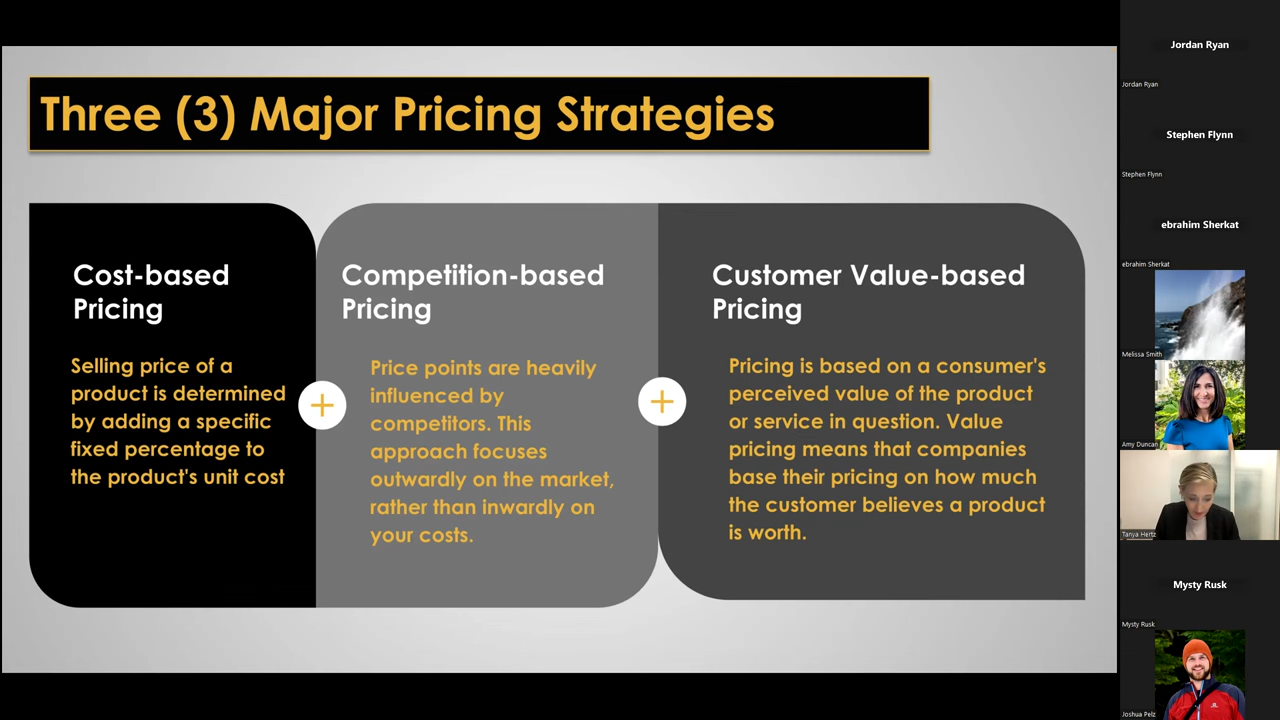 Three (3) Major Pricing Strategies
Cost-based
Pricing
Selling price of a
product is determined
by adding a specific
fixed percentage to
the product's unit cost
Competition-based
Pricing
Price points are heavily
influenced by
competitors. This
approach focuses
outwardly on the market,
rather than inwardly on
your costs.
Customer Value-based
Pricing
Pricing is based on a consumer's
perceived value of the product
or service in question. Value
pricing means that companies
base their pricing on how much
the customer believes a product
is worth.
Jordan Ryan
Jordan Ryan
Stephen Flynn
Stephen Flynn
ebrahim Sherkat
ebrahim Sherkat
Melissa Smith
Amy Duncan
Tanya Hertz
Mysty Rusk
Mysty Rusk
Joshua Pelz